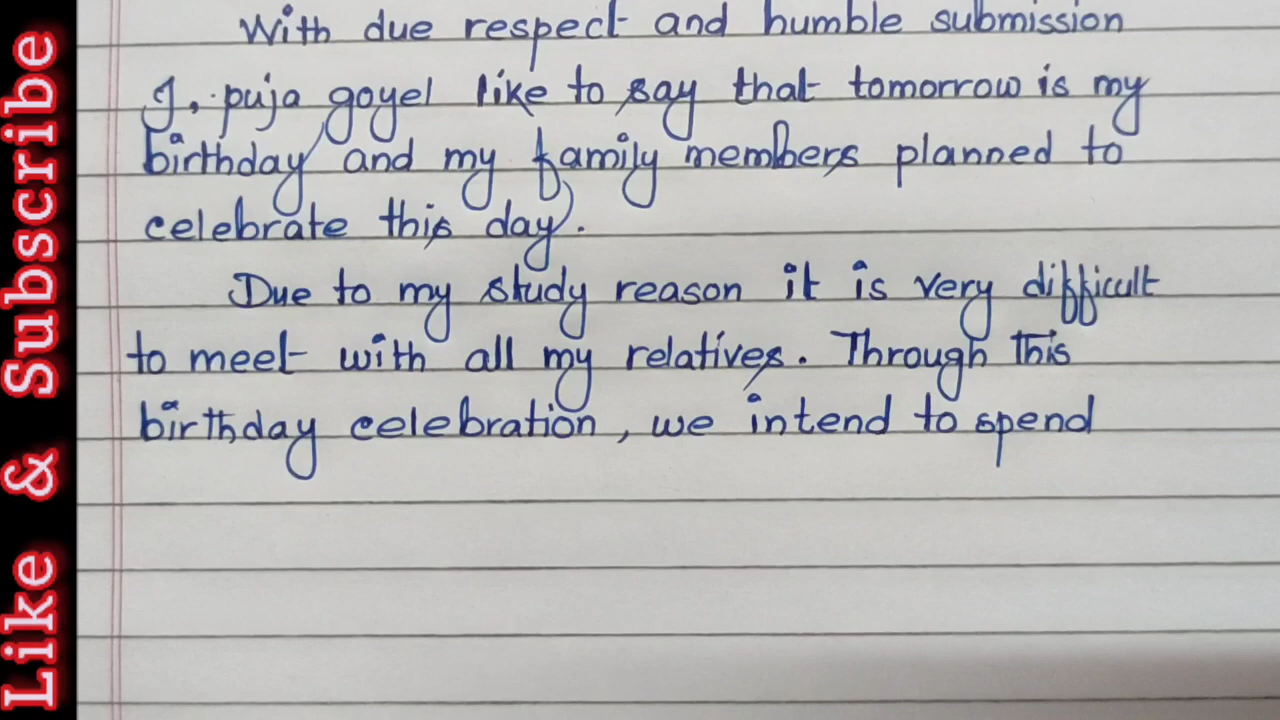 Like & Subscribe
With due respect and humble submission
I, puja goyel like to say that tomorrow is my
birthday and my family members planned to
celebrate this day.
Due to my study reason it is very difficult
to meet with all my relatives. Through This
birthday celebration, we intend to spend